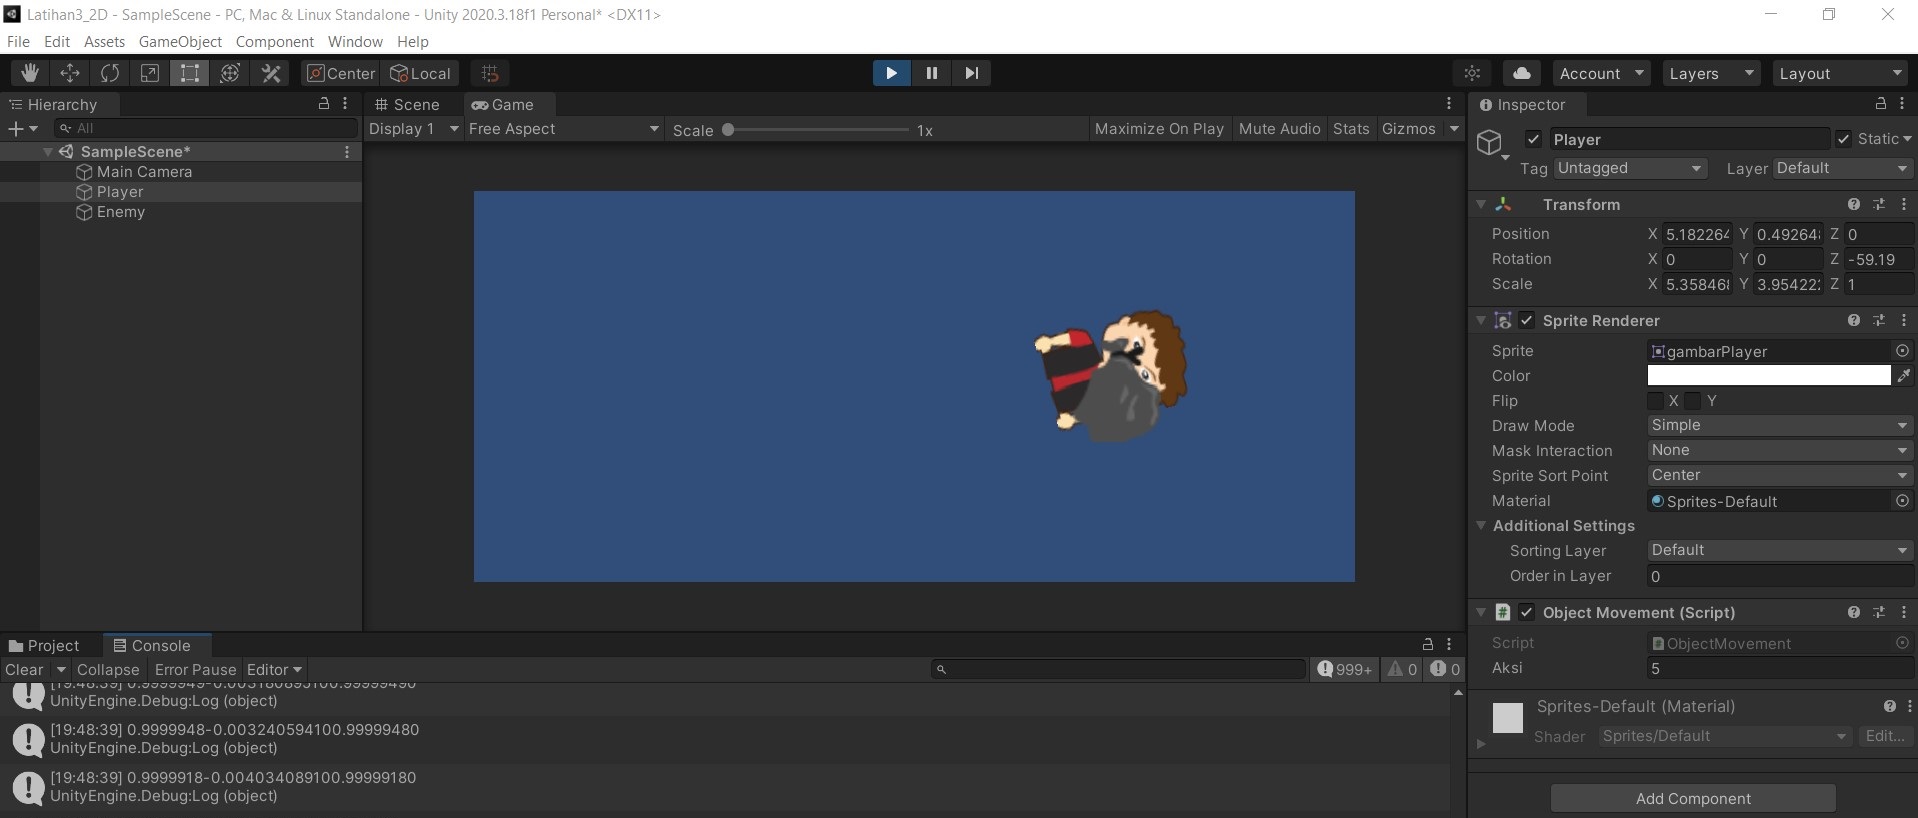 Latihan3_2D - SampleScene - PC, Mac & Linux Standalone - Unity 2020.3.18f1 Personal* <DX11>
File Edit Assets GameObject Component Window Help
Center Local Account Layers Layout
Hierarchy
All
SampleScene*
Main Camera
Player
Enemy
Scene Game
Display 1 Free Aspect Scale 1x Maximize On Play Mute Audio Stats Gizmos
Inspector
Player Static
Tag Untagged Layer Default
Transform
Position X 5.182264 Y 0.49264 Z 0
Rotation X 0 Y 0 Z -59.19
Scale X 5.35846 Y 3.954222 Z 1
Sprite Renderer
Sprite gambarPlayer
Color
Flip X Y
Draw Mode Simple
Mask Interaction None
Sprite Sort Point Center
Material Sprites-Default
Additional Settings
Sorting Layer Default
Order in Layer 0
# Object Movement (Script)
Script # ObjectMovement
Aksi 5
Sprites-Default (Material)
Shader Sprites/Default Edit...
Add Component
Project Console
Clear Collapse Error Pause Editor 999+ 0 0
UnityEngine.Debug:Log (object)
[19:48:39] 0.9999948-0.003240594100.99999480
UnityEngine.Debug:Log (object)
[19:48:39] 0.9999918-0.004034089100.99999180
UnityEngine.Debug:Log (object)